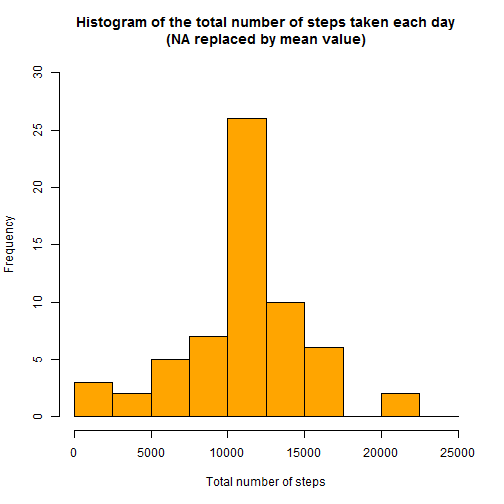 Histogram of the total number of steps taken each day
(NA replaced by mean value)
30
25
20
15
10
5
0
Frequency
0 5000 10000 15000 20000 25000
Total number of steps